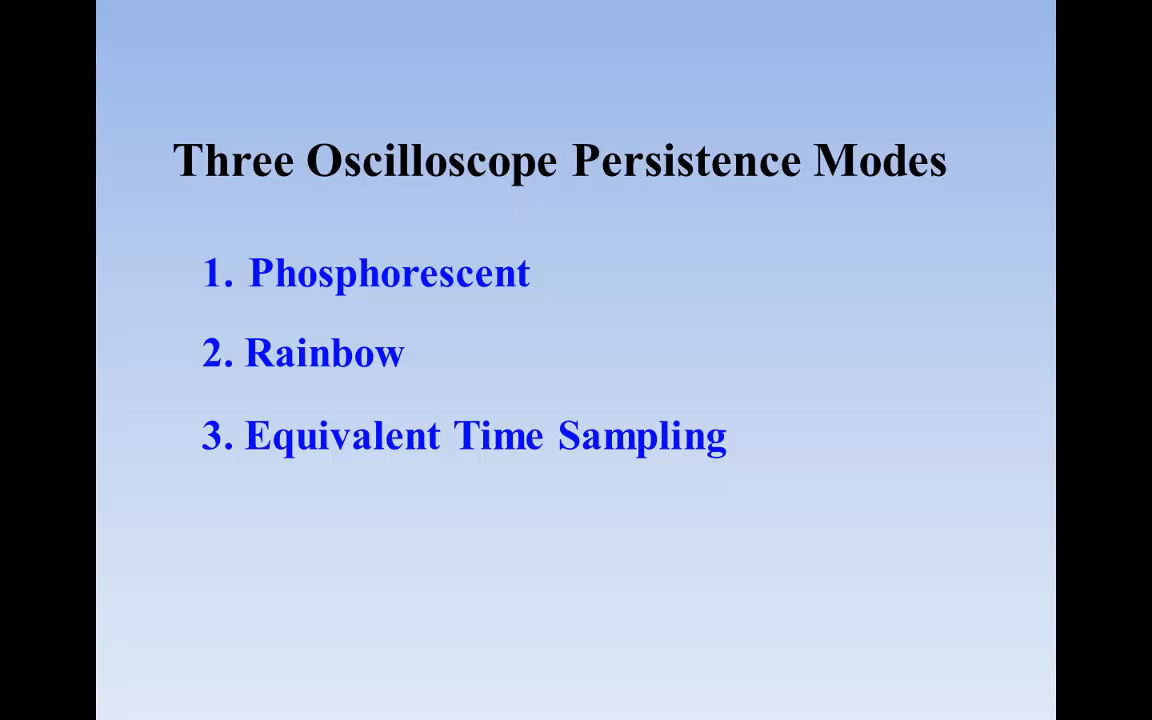 Three Oscilloscope Persistence Modes
1. Phosphorescent
2. Rainbow
3. Equivalent Time Sampling